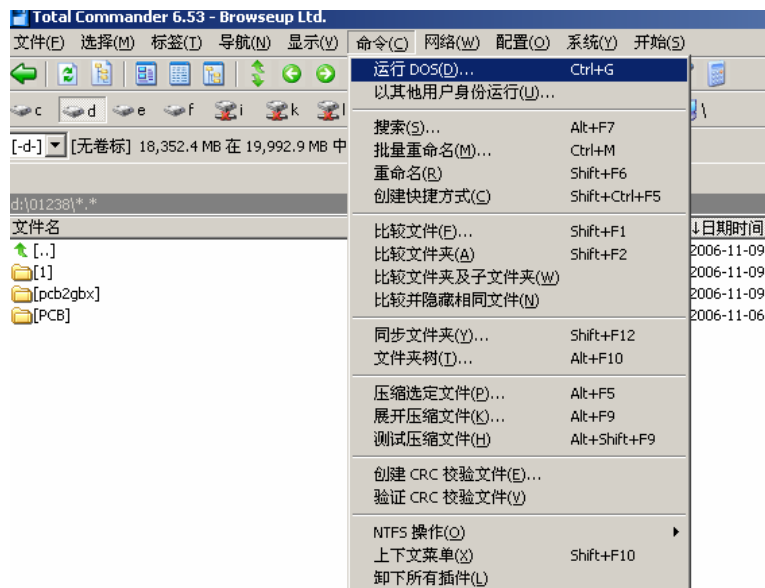 Total Commander 6.53 - Browseup Ltd.
文件(F) 选择(M) 标签(T) 导航(N) 显示(V) 命令(C) 网络(W) 配置(O) 系统(Y) 开始(S)
c d e f i k l \
[-d-] [无卷标] 18,352.4 MB 在 19,992.9 MB 中
d:\01238\*.*
文件名 ↓日期时间
[..] 2006-11-09
[1] 2006-11-09
[pcb2gbx] 2006-11-09
[PCB] 2006-11-06
运行 DOS(D)... Ctrl+G
以其他用户身份运行(U)...
搜索(S)... Alt+F7
批量重命名(M)... Ctrl+M
重命名(R) Shift+F6
创建快捷方式(C) Shift+Ctrl+F5
比较文件(F)... Shift+F1
比较文件夹(A) Shift+F2
比较文件夹及子文件夹(W)
比较并隐藏相同文件(N)
同步文件夹(Y)... Shift+F12
文件夹树(T)... Alt+F10
压缩选定文件(P)... Alt+F5
展开压缩文件(K)... Alt+F9
测试压缩文件(H) Alt+Shift+F9
创建 CRC 校验文件(E)...
验证 CRC 校验文件(V)
NTFS 操作(O)
上下文菜单(X) Shift+F10
卸下所有插件(L)